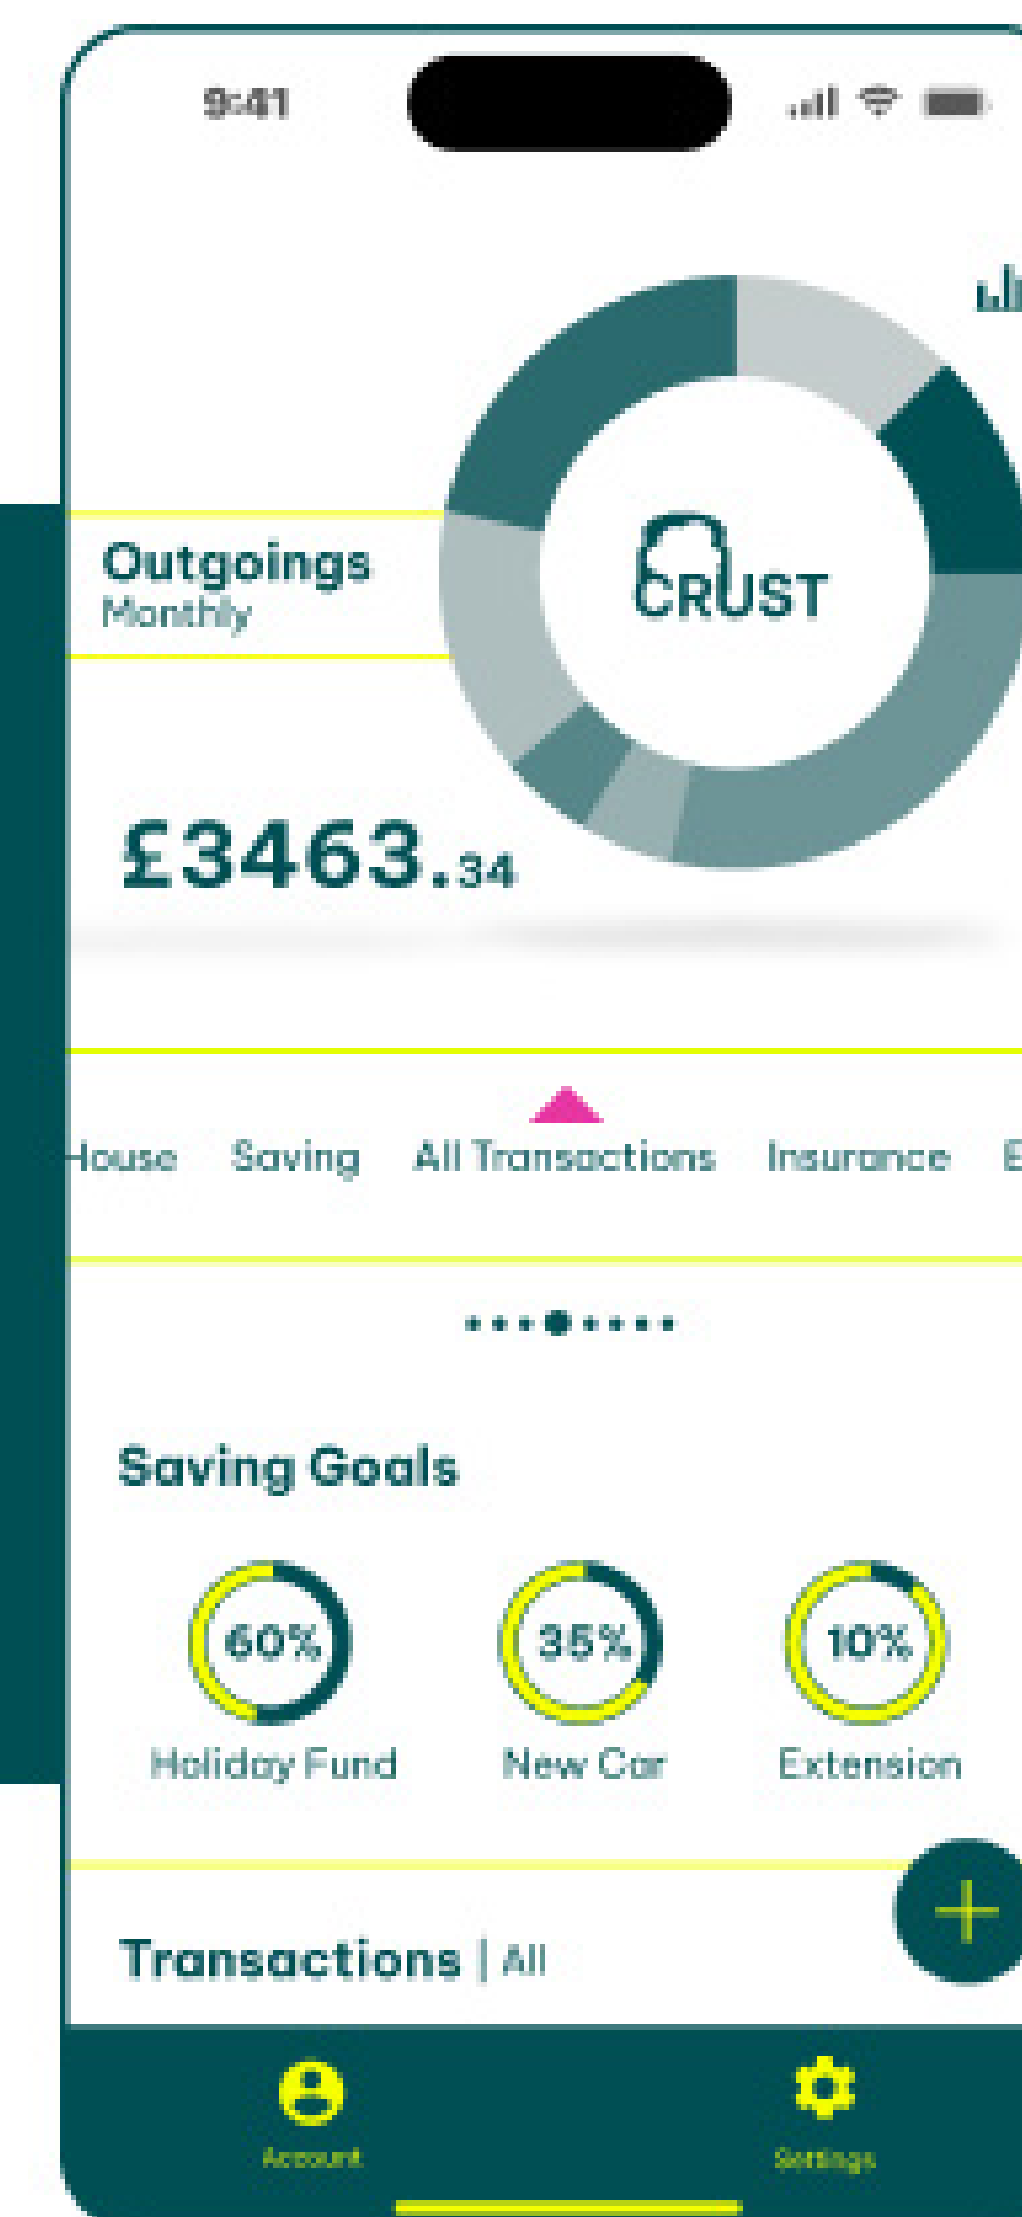 9:41
CRUST
Outgoings
Monthly
£3463.34
House Saving All Transactions Insurance E
Saving Goals
60% 35% 10%
Holiday Fund New Car Extension
Transactions | All
Account Settings